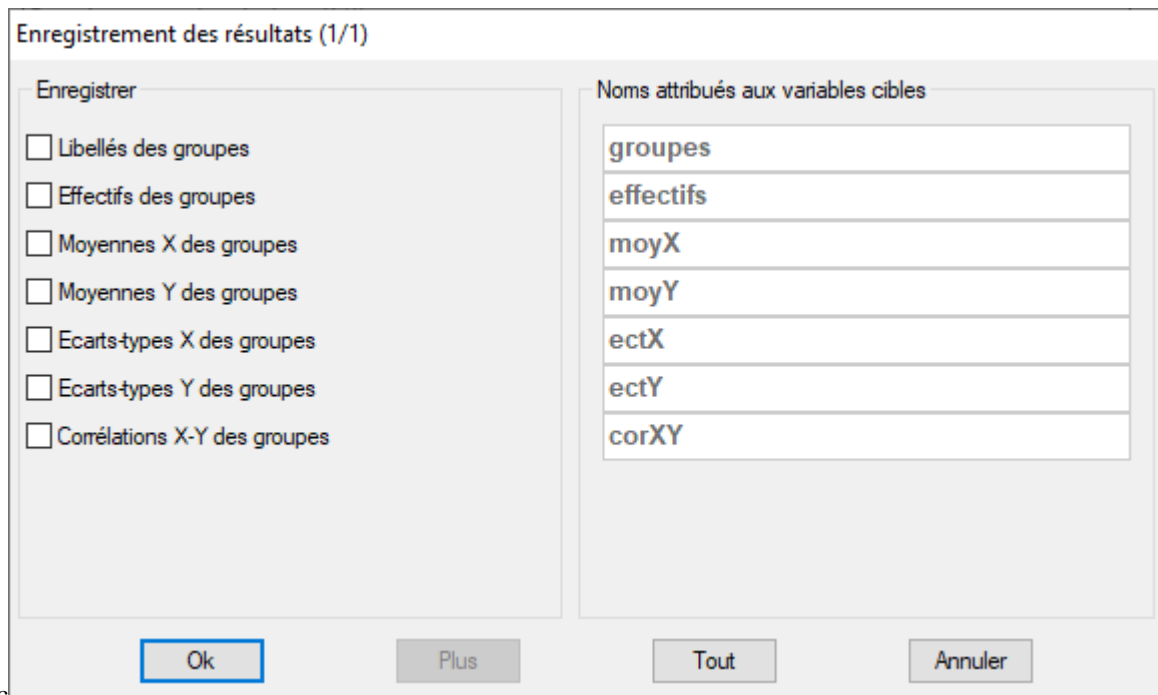 Enregistrement des résultats (1/1)
Enregistrer
Noms attribués aux variables cibles
Libellés des groupes
groupes
Effectifs des groupes
effectifs
Moyennes X des groupes
moyX
Moyennes Y des groupes
moyY
Ecarts-types X des groupes
ectX
Ecarts-types Y des groupes
ectY
Corrélations X-Y des groupes
corXY
Ok
Plus
Tout
Annuler